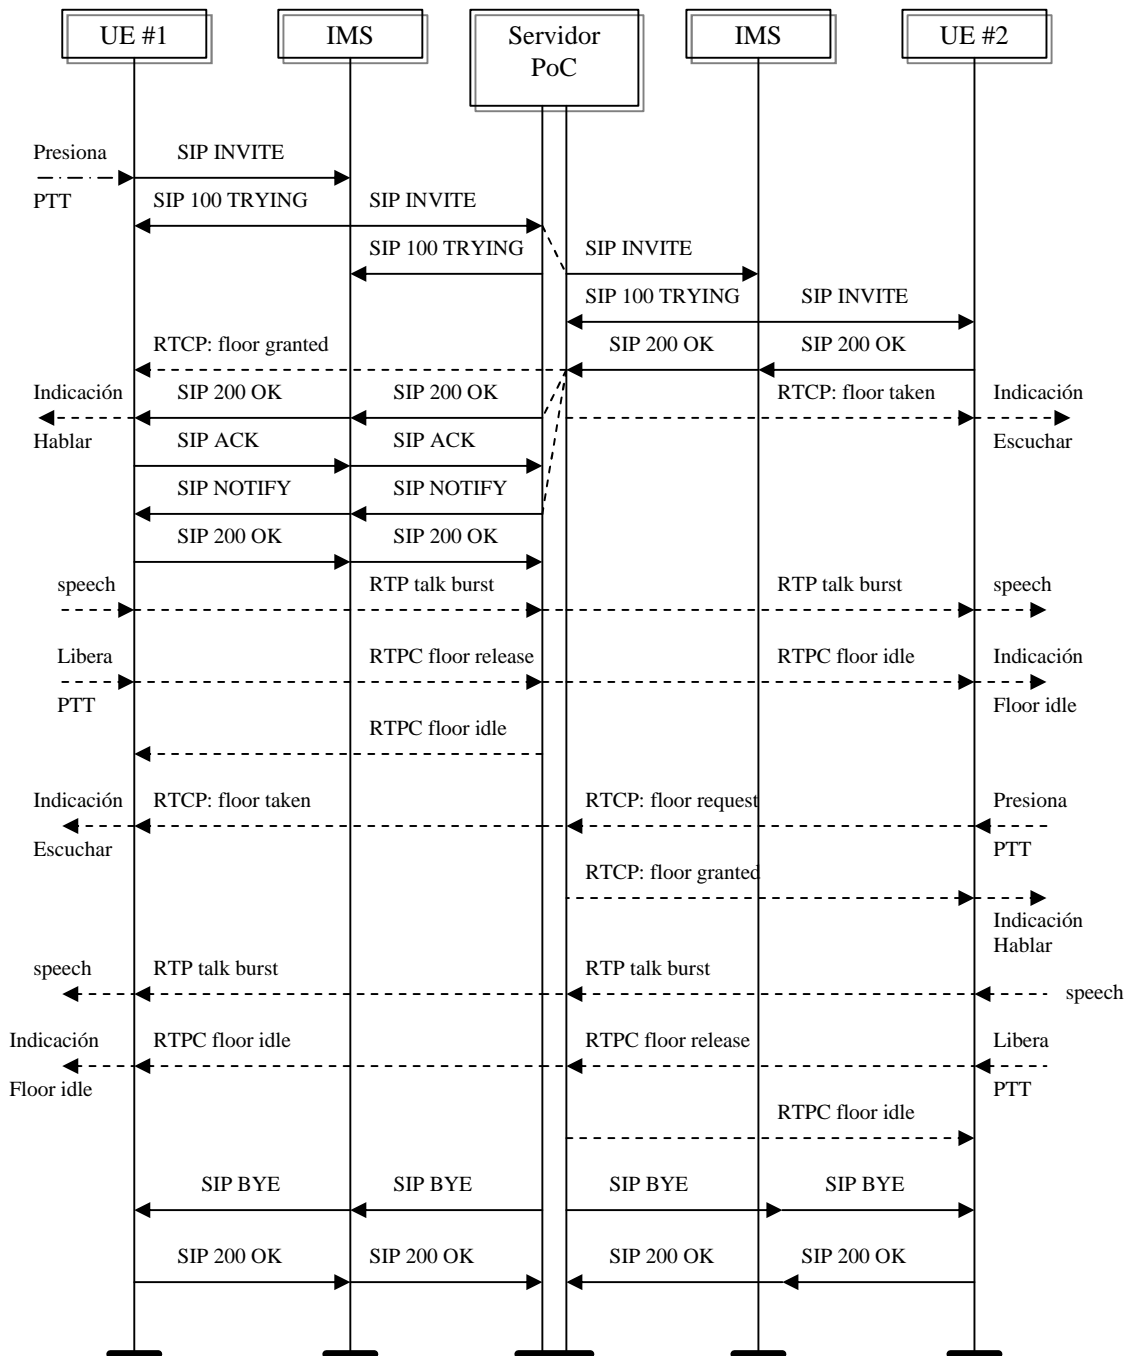 UE #1
IMS
Servidor
PoC
IMS
UE #2
Presiona
SIP INVITE
PTT
SIP 100 TRYING
SIP INVITE
SIP 100 TRYING
SIP INVITE
SIP 100 TRYING
SIP INVITE
RTCP: floor granted
SIP 200 OK
SIP 200 OK
Indicación
SIP 200 OK
SIP 200 OK
RTCP: floor taken
Indicación
Hablar
SIP ACK
SIP ACK
Escuchar
SIP NOTIFY
SIP NOTIFY
SIP 200 OK
SIP 200 OK
speech
RTP talk burst
RTP talk burst
speech
Libera
RTPC floor release
RTPC floor idle
Indicación
PTT
Floor idle
RTPC floor idle
Indicación
RTCP: floor taken
RTCP: floor request
Presiona
Escuchar
PTT
RTCP: floor granted
Indicación
Hablar
speech
RTP talk burst
RTP talk burst
speech
Indicación
RTPC floor idle
RTPC floor release
Libera
Floor idle
PTT
RTPC floor idle
SIP BYE
SIP BYE
SIP BYE
SIP BYE
SIP 200 OK
SIP 200 OK
SIP 200 OK
SIP 200 OK